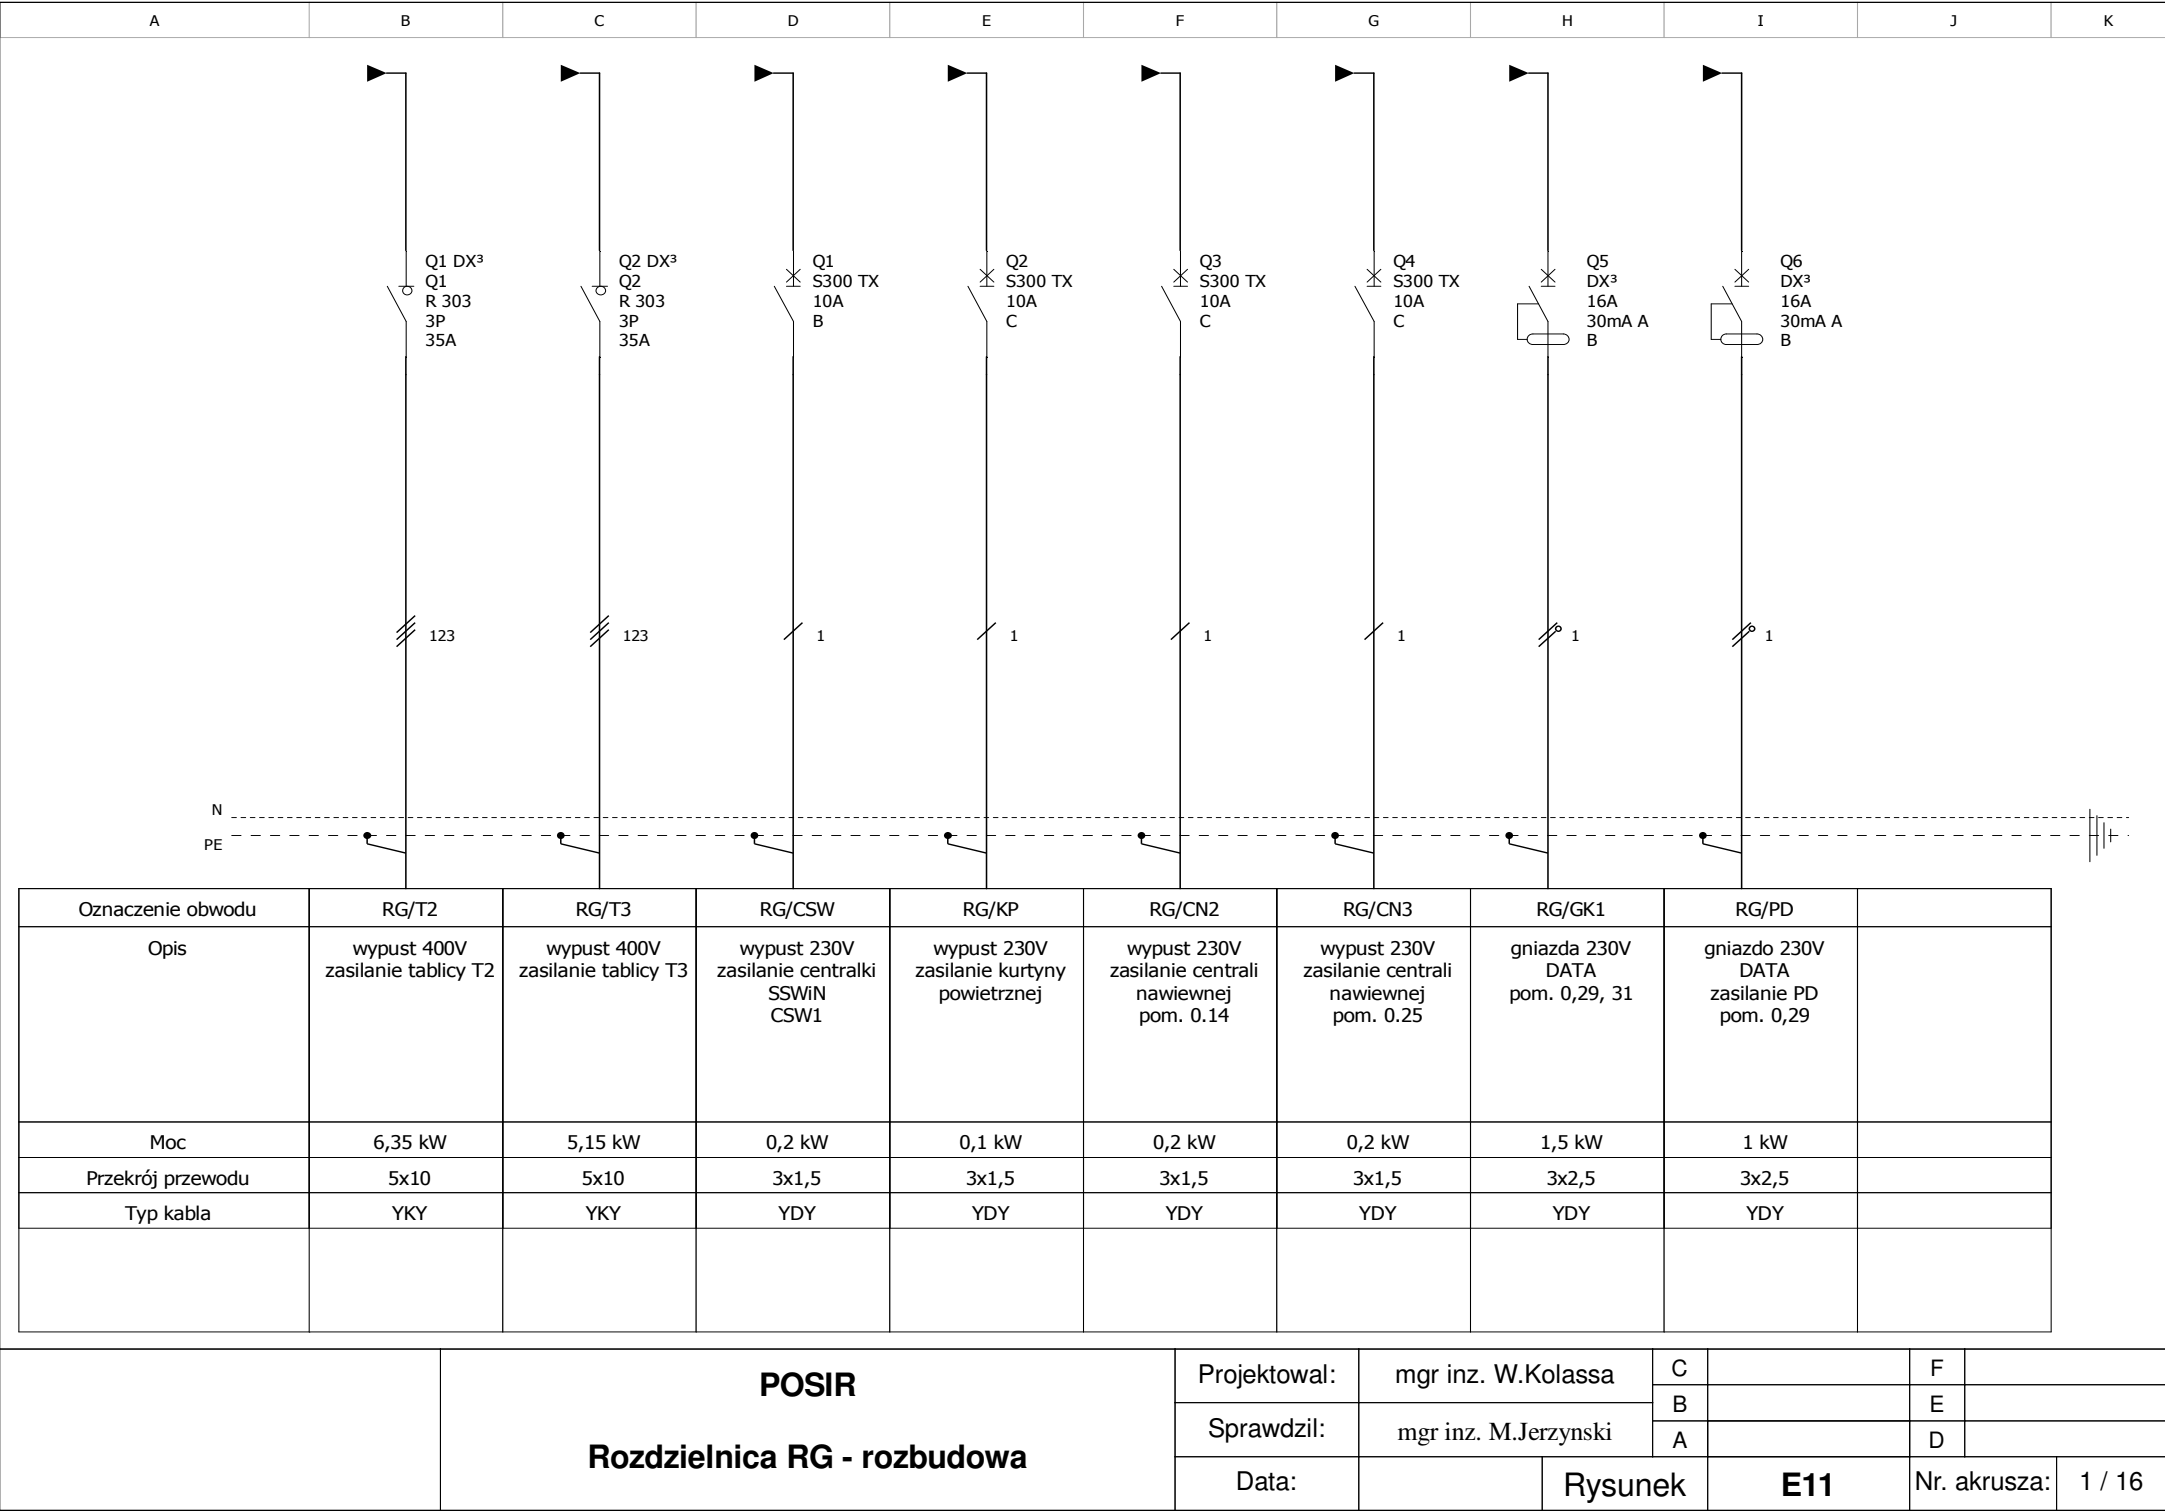 A B C D E F G H I J K
Q1 DX³
Q1
R 303
3P
35A
Q2 DX³
Q2
R 303
3P
35A
Q1
S300 TX
10A
B
Q2
S300 TX
10A
C
Q3
S300 TX
10A
C
Q4
S300 TX
10A
C
Q5
DX³
16A
30mA A
B
Q6
DX³
16A
30mA A
B
123 123 1 1 1 1 1 1
N
PE
Oznaczenie obwodu RG/T2 RG/T3 RG/CSW RG/KP RG/CN2 RG/CN3 RG/GK1 RG/PD
Opis
wypust 400V
zasilanie tablicy T2
wypust 400V
zasilanie tablicy T3
wypust 230V
zasilanie centralki
SSWiN
CSW1
wypust 230V
zasilanie kurtyny
powietrznej
wypust 230V
zasilanie centrali
nawiewnej
pom. 0.14
wypust 230V
zasilanie centrali
nawiewnej
pom. 0.25
gniazda 230V
DATA
pom. 0,29, 31
gniazdo 230V
DATA
zasilanie PD
pom. 0,29
Moc 6,35 kW 5,15 kW 0,2 kW 0,1 kW 0,2 kW 0,2 kW 1,5 kW 1 kW
Przekrój przewodu 5x10 5x10 3x1,5 3x1,5 3x1,5 3x1,5 3x2,5 3x2,5
Typ kabla YKY YKY YDY YDY YDY YDY YDY YDY
POSIR
Rozdzielnica RG - rozbudowa
Projektowal: mgr inz. W.Kolassa
Sprawdzil: mgr inz. M.Jerzynski
Data:
C F
B E
A D
Rysunek E11 Nr. akrusza: 1 / 16